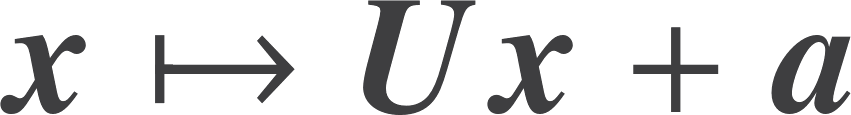 x ↦ Ux + a